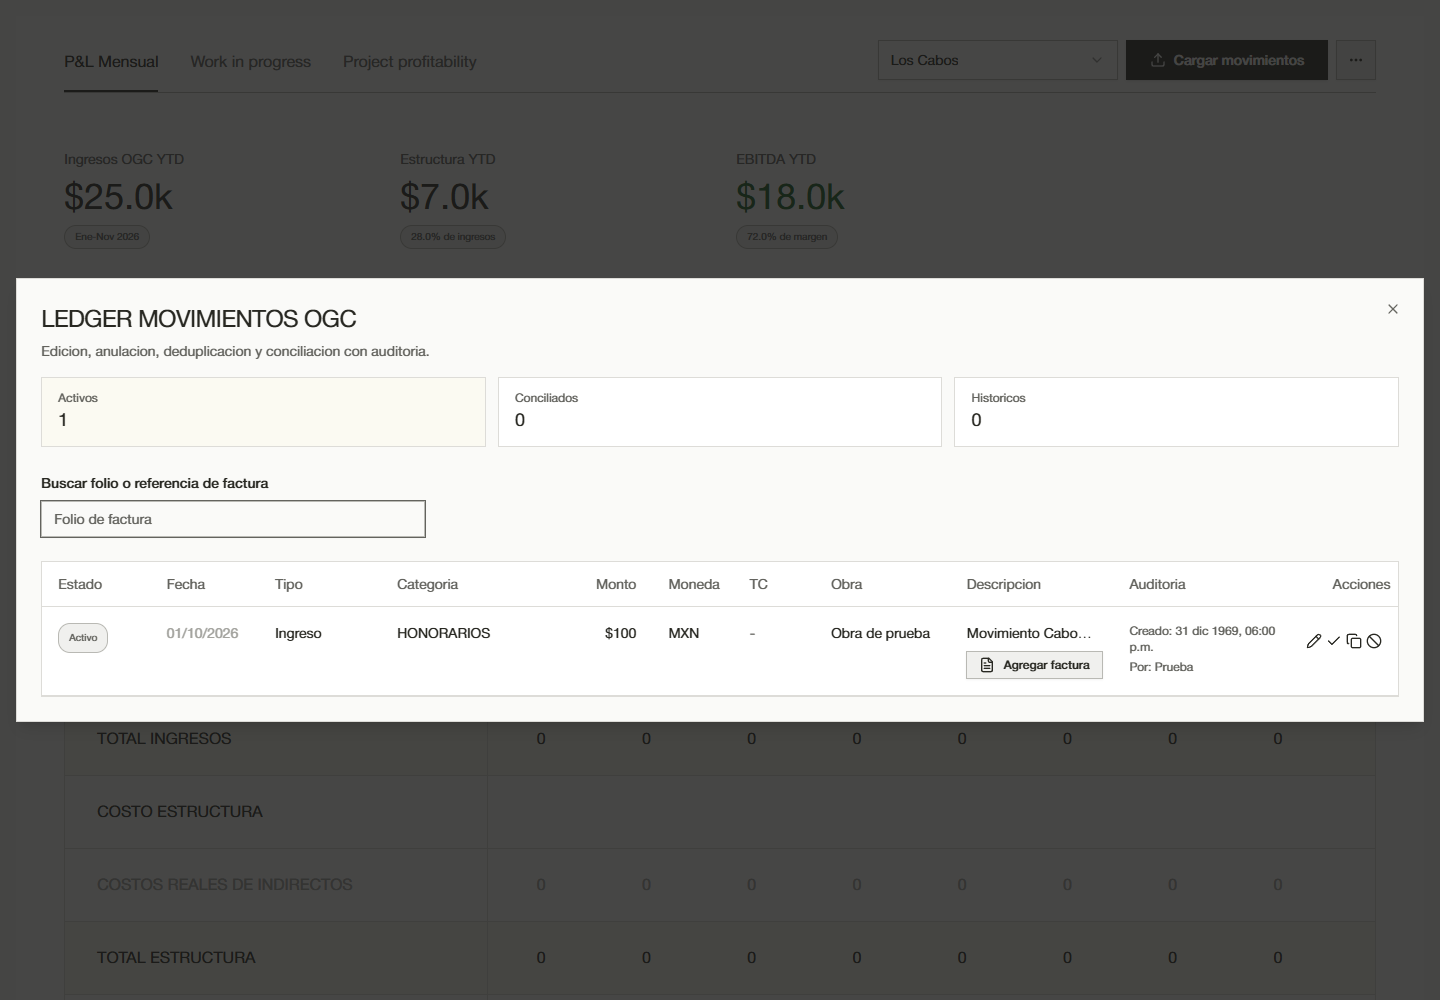 P&L Mensual
Work in progress
Project profitability
Los Cabos
Cargar movimientos
Ingresos OGC YTD
Estructura YTD
EBITDA YTD
$25.0k
$7.0k
$18.0k
Ene-Nov 2026
28.0% de ingresos
72.0% de margen
LEDGER MOVIMIENTOS OGC
Edicion, anulacion, deduplicacion y conciliacion con auditoria.
Activos
1
Conciliados
0
Historicos
0
Buscar folio o referencia de factura
Folio de factura
Estado Fecha Tipo Categoria Monto Moneda TC Obra Descripcion Auditoria Acciones
Activo 01/10/2026 Ingreso HONORARIOS $100 MXN - Obra de prueba Movimiento Cabo...
Agregar factura
Creado: 31 dic 1969, 06:00
p.m.
Por: Prueba
TOTAL INGRESOS 0 0 0 0 0 0 0 0
COSTO ESTRUCTURA
COSTOS REALES DE INDIRECTOS 0 0 0 0 0 0 0 0
TOTAL ESTRUCTURA 0 0 0 0 0 0 0 0